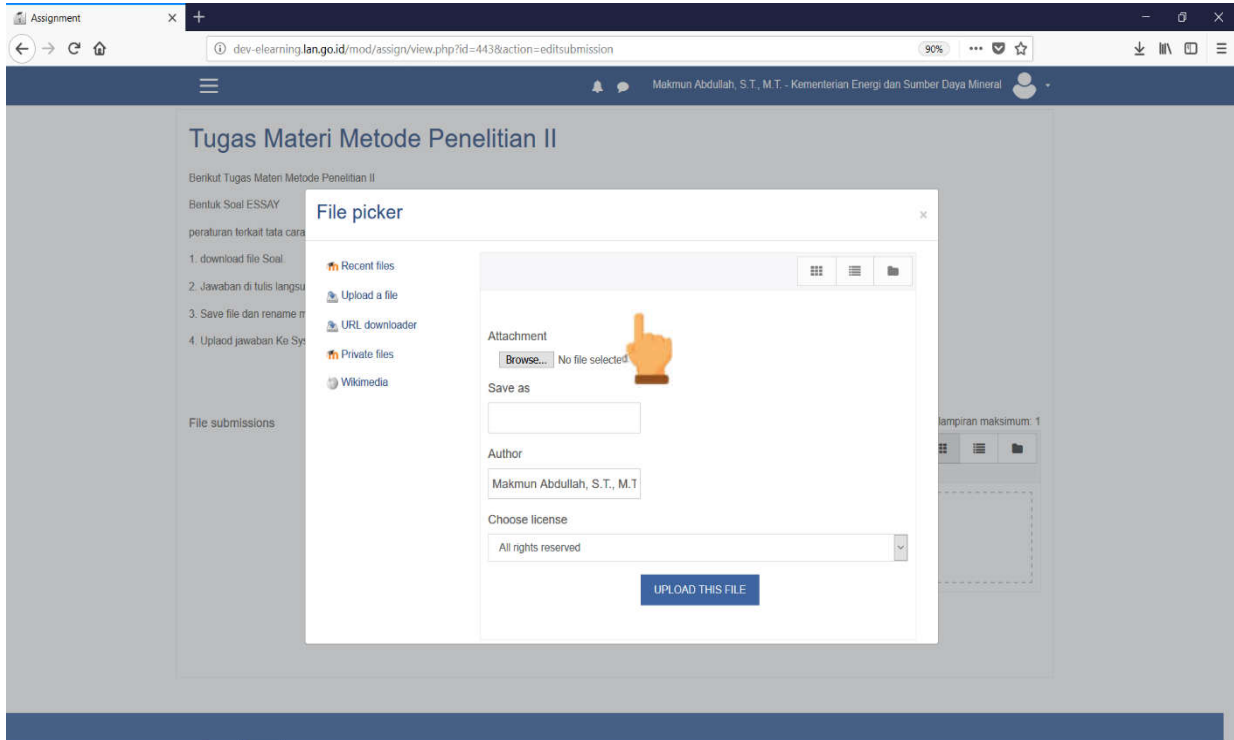 Assignment
dev-elearning.lan.go.id/mod/assign/view.php?id=443&action=editsubmission
90%
Makmun Abdullah, S.T., M.T. - Kementerian Energi dan Sumber Daya Mineral
Tugas Materi Metode Penelitian II
Berikut Tugas Materi Metode Penelitian II
Bentuk Soal ESSAY
peraturan terkait tata cara
1. download file Soal.
2. Jawaban di tulis langsu
3. Save file dan rename m
4. Uplaod jawaban Ke Sys
File submissions
lampiran maksimum: 1
File picker
Recent files
Upload a file
URL downloader
Private files
Wikimedia
Attachment
Browse... No file selected
Save as
Author
Makmun Abdullah, S.T., M.T
Choose license
All rights reserved
UPLOAD THIS FILE